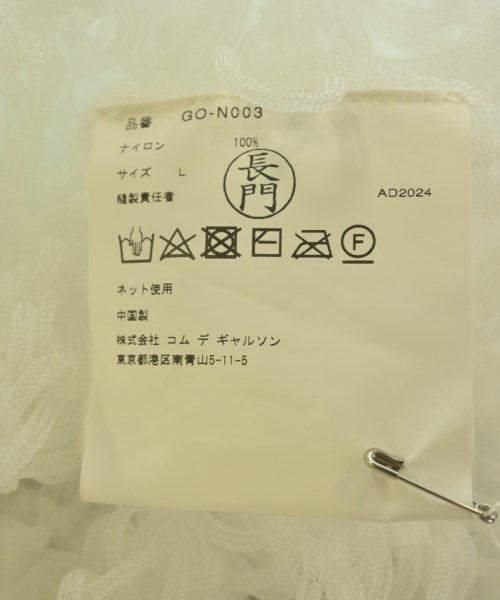 品番 GO-N003
ナイロン 100%
サイズ L
縫製責任者 長門 AD2024
F
ネット使用
中国製
株式会社 コム デ ギャルソン
東京都港区南青山5-11-5